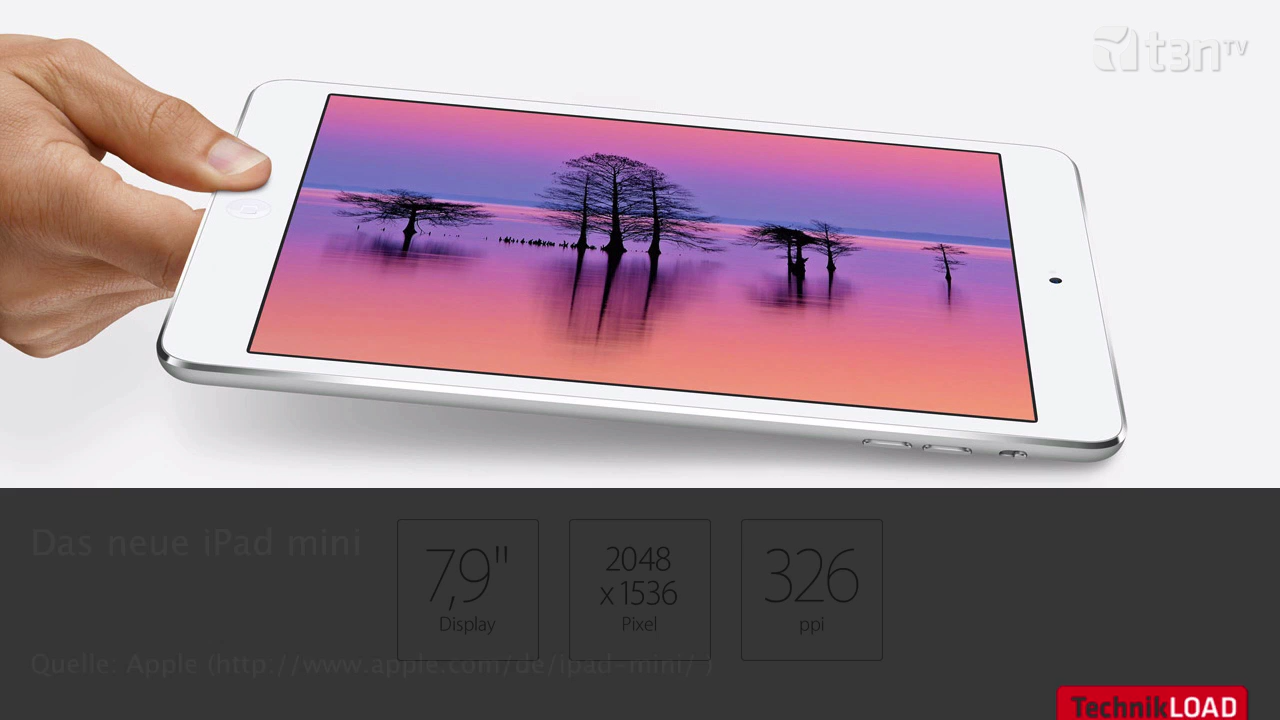 t3n TV
Das neue iPad mini
7,9"
Display
2048
x 1536
Pixel
326
ppi
Quelle: Apple (http://www.apple.com/de/ipad-mini/ )
TechnikLOAD